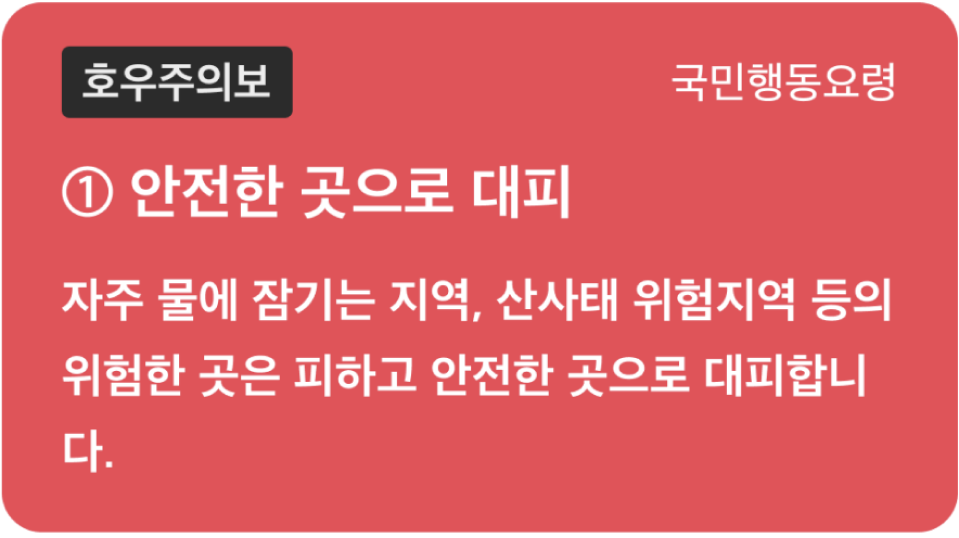 호우주의보
국민행동요령
① 안전한 곳으로 대피
자주 물에 잠기는 지역, 산사태 위험지역 등의
위험한 곳은 피하고 안전한 곳으로 대피합니
다.